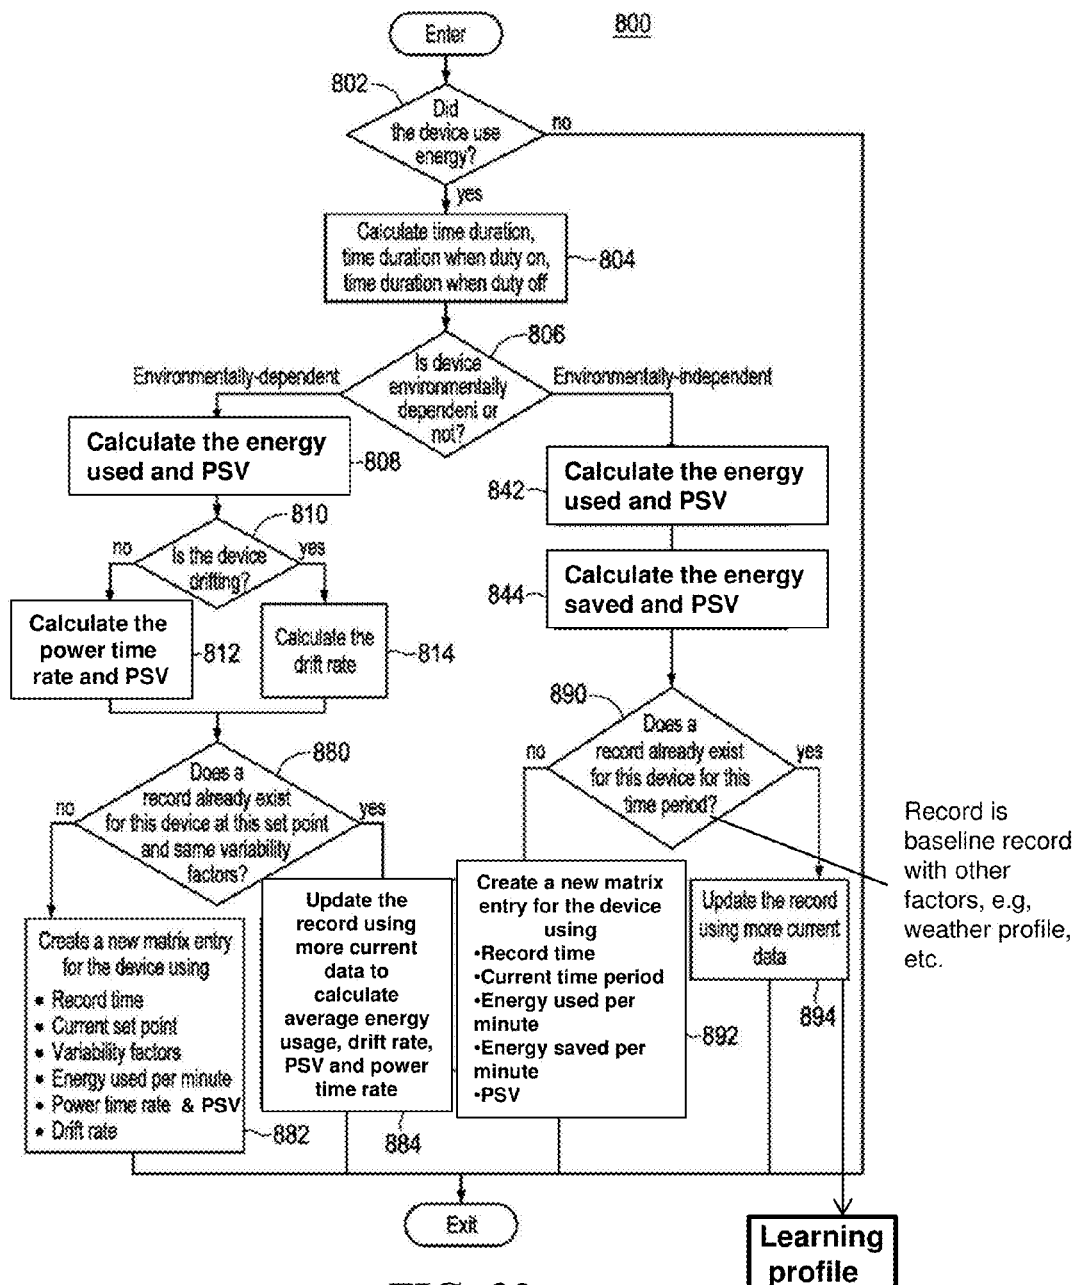 Enter
800
802
Did
the device use
energy?
no
yes
Calculate time duration,
time duration when duty on,
time duration when duty off
804
806
Is device
environmentally
dependent or
not?
Environmentally-dependent
Environmentally-independent
Calculate the energy
used and PSV
808
Calculate the energy
used and PSV
842
810
Is the device
drifting?
no
yes
Calculate the energy
saved and PSV
844
Calculate the
power time
rate and PSV
812
Calculate the
drift rate
814
890
Does a
record already exist
for this device for this
time period?
no
yes
880
Does a
record already exist
for this device at this set point
and same variability
factors?
no
yes
Record is
baseline record
with other
factors, e.g,
weather profile,
etc.
Create a new matrix entry
for the device using
• Record time
• Current set point
• Variability factors
• Energy used per minute
• Power time rate & PSV
• Drift rate
882
Update the
record using
more current
data to
calculate
average energy
usage, drift rate,
PSV and power
time rate
884
Create a new matrix
entry for the device
using
•Record time
•Current time period
•Energy used per
minute
•Energy saved per
minute
•PSV
892
Update the record
using more current
data
894
Exit
Learning
profile